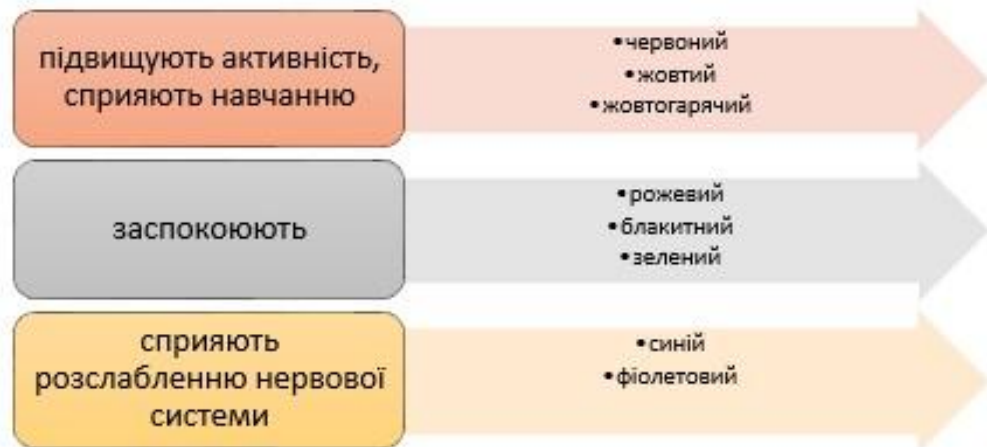 підвищують активність,
сприяють навчанню
•червоний
•жовтий
•жовтогарячий
заспокоюють
•рожевий
•блакитний
•зелений
сприяють
розслабленню нервової
системи
•синій
•фіолетовий